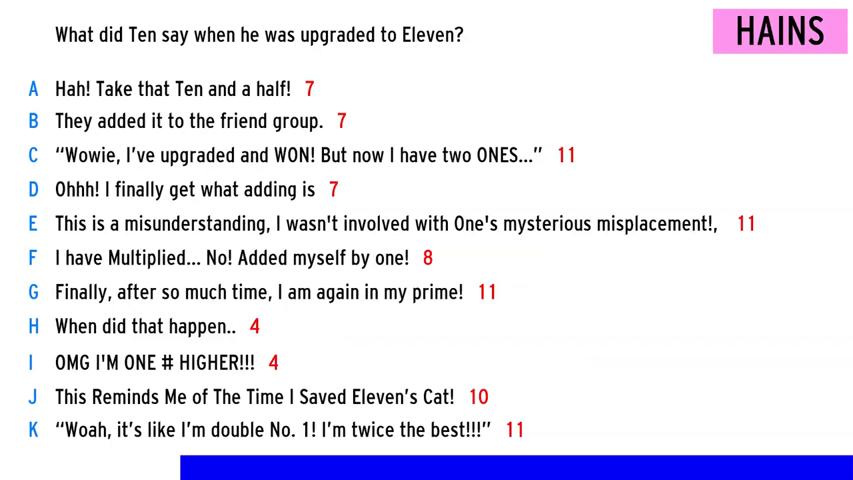 What did Ten say when he was upgraded to Eleven?
HAINS
A Hah! Take that Ten and a half! 7
B They added it to the friend group. 7
C “Wowie, I’ve upgraded and WON! But now I have two ONES...” 11
D Ohhh! I finally get what adding is 7
E This is a misunderstanding, I wasn't involved with One's mysterious misplacement!, 11
F I have Multiplied... No! Added myself by one! 8
G Finally, after so much time, I am again in my prime! 11
H When did that happen.. 4
I OMG I'M ONE # HIGHER!!! 4
J This Reminds Me of The Time I Saved Eleven’s Cat! 10
K “Woah, it’s like I’m double No. 1! I’m twice the best!!!” 11